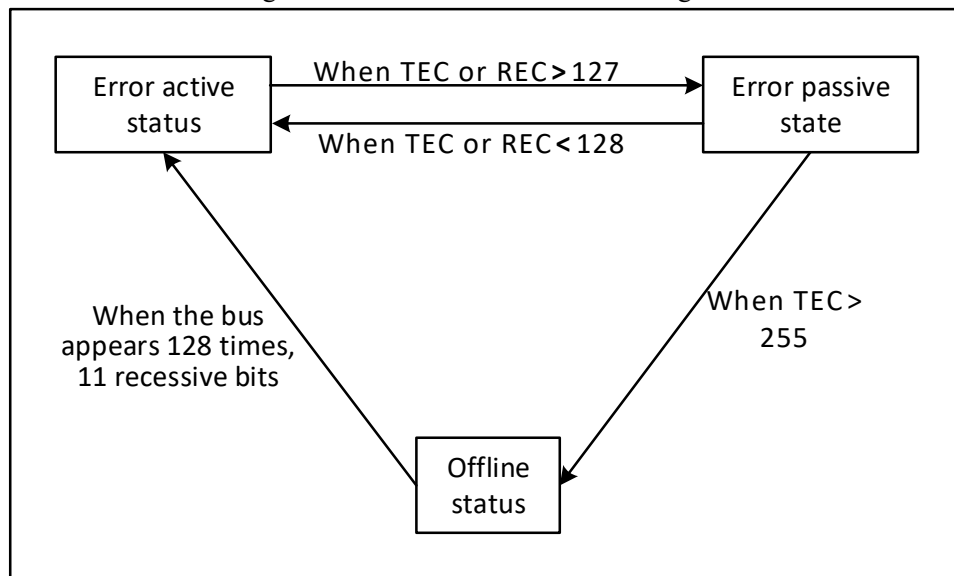 Error active
status
When TEC or REC>127
When TEC or REC<128
Error passive
state
When the bus
appears 128 times,
11 recessive bits
When TEC>
255
Offline
status